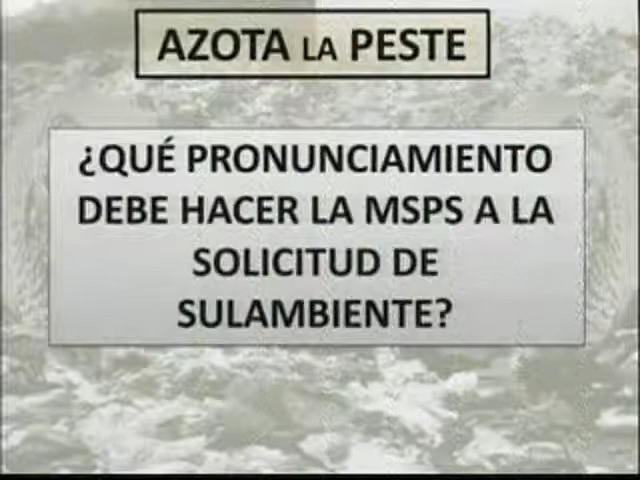 AZOTA LA PESTE
¿QUÉ PRONUNCIAMIENTO
DEBE HACER LA MSPS A LA
SOLICITUD DE
SULAMBIENTE?